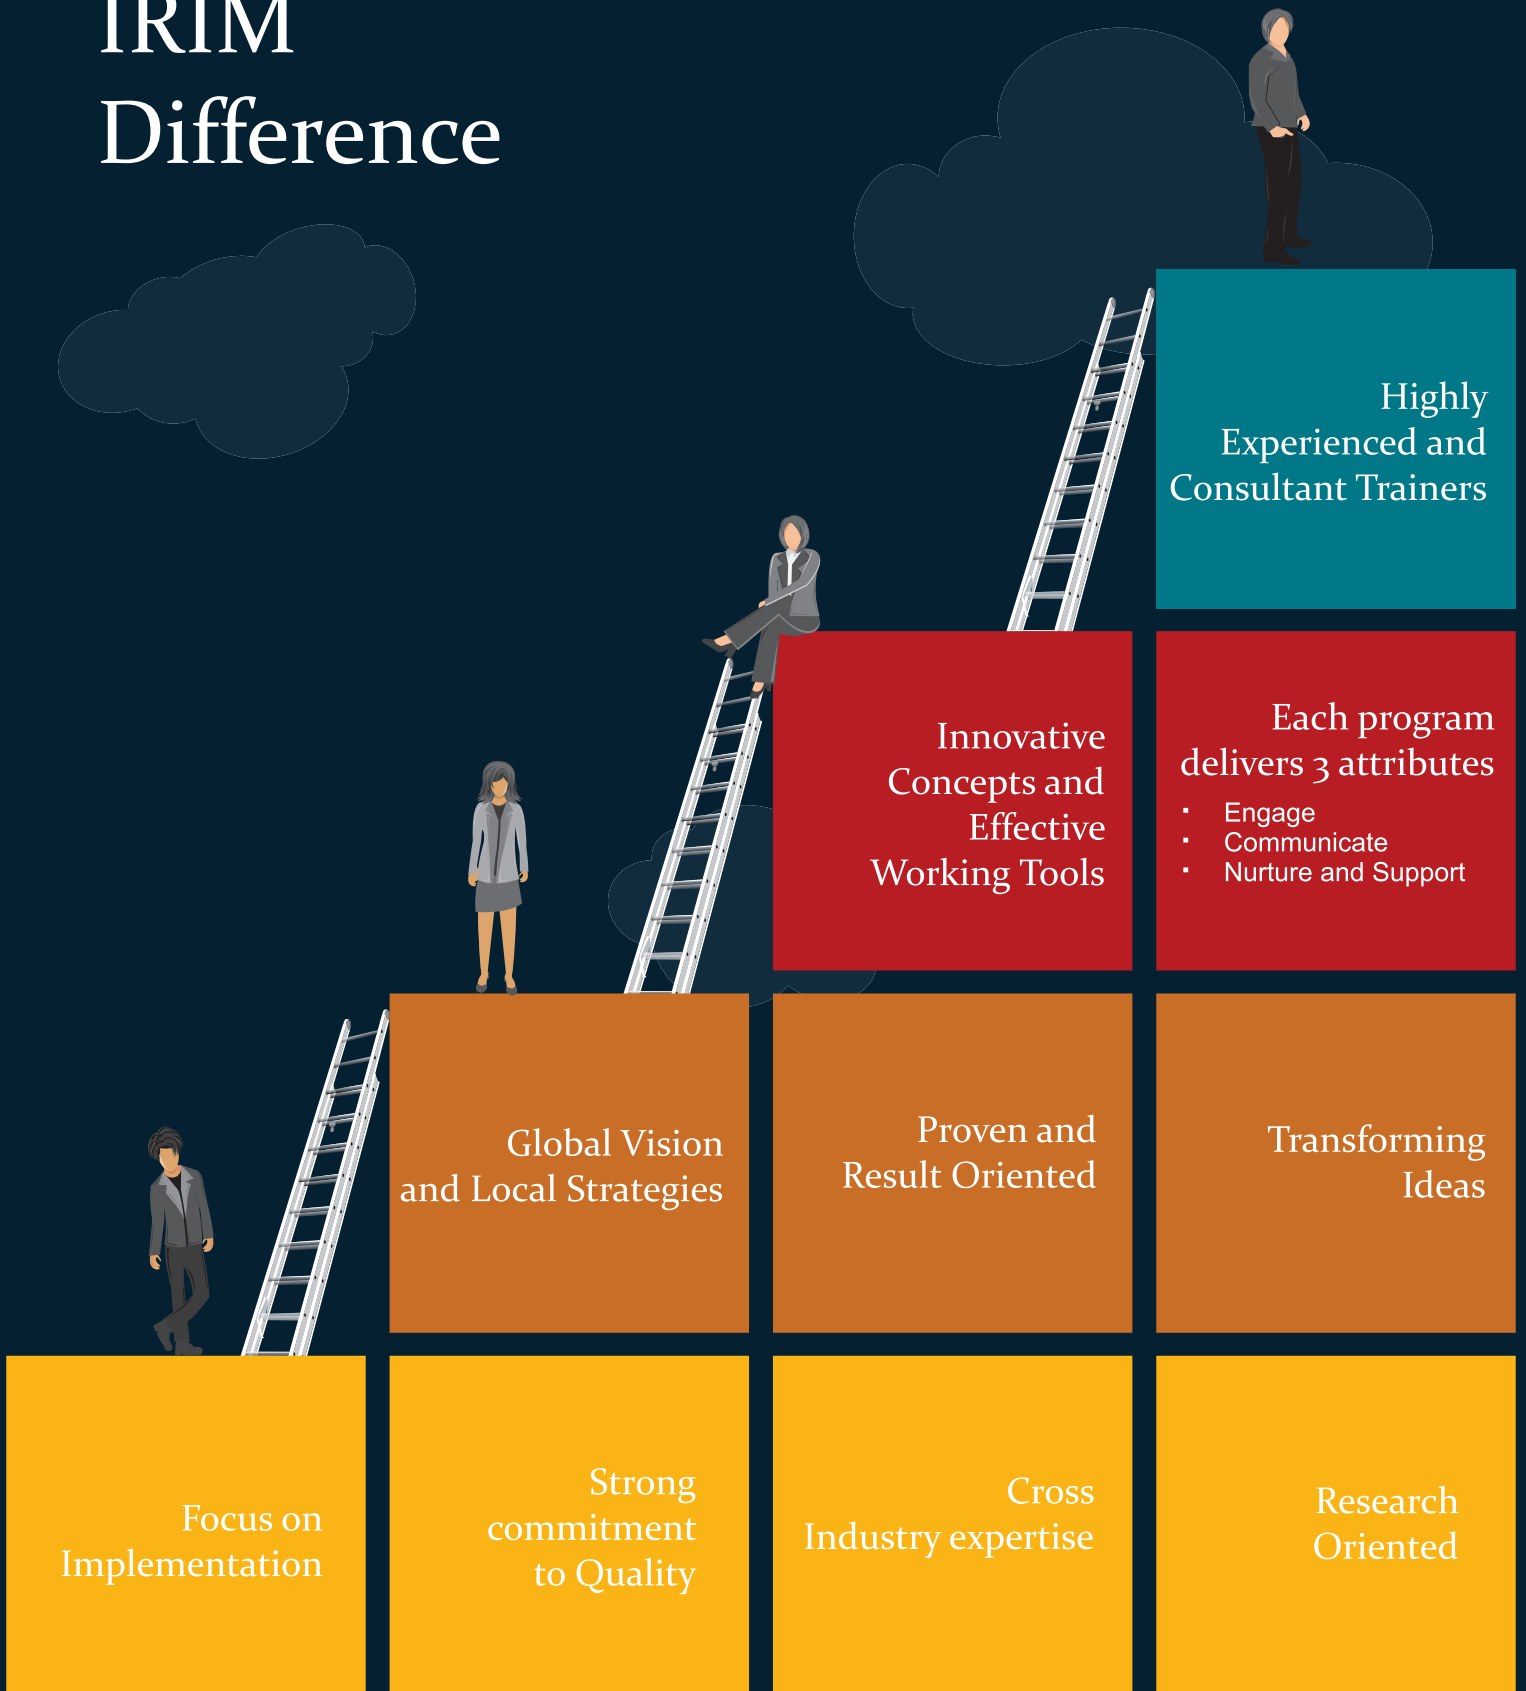 IRIM
Difference
Highly
Experienced and
Consultant Trainers
Innovative
Concepts and
Effective
Working Tools
Each program
delivers 3 attributes
▪ Engage
▪ Communicate
▪ Nurture and Support
Global Vision
and Local Strategies
Proven and
Result Oriented
Transforming
Ideas
Focus on
Implementation
Strong
commitment
to Quality
Cross
Industry expertise
Research
Oriented